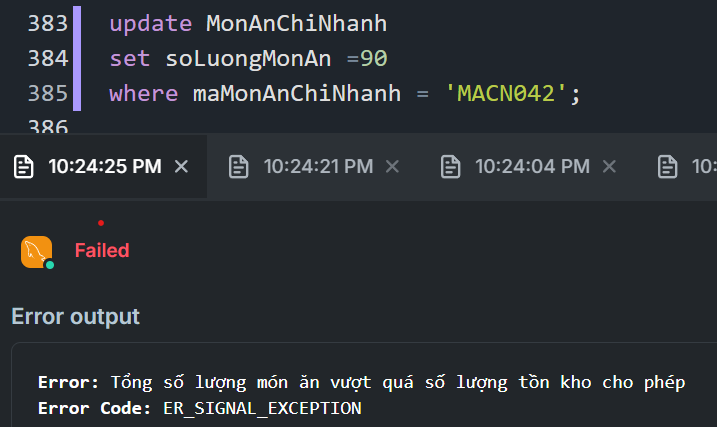 383 update MonAnChiNhanh
384 set soLuongMonAn =90
385 where maMonAnChiNhanh = 'MACN042';
386
10:24:25 PM × 10:24:21 PM × 10:24:04 PM × 10:
Failed
Error output
Error: Tổng số lượng món ăn vượt quá số lượng tồn kho cho phép
Error Code: ER_SIGNAL_EXCEPTION